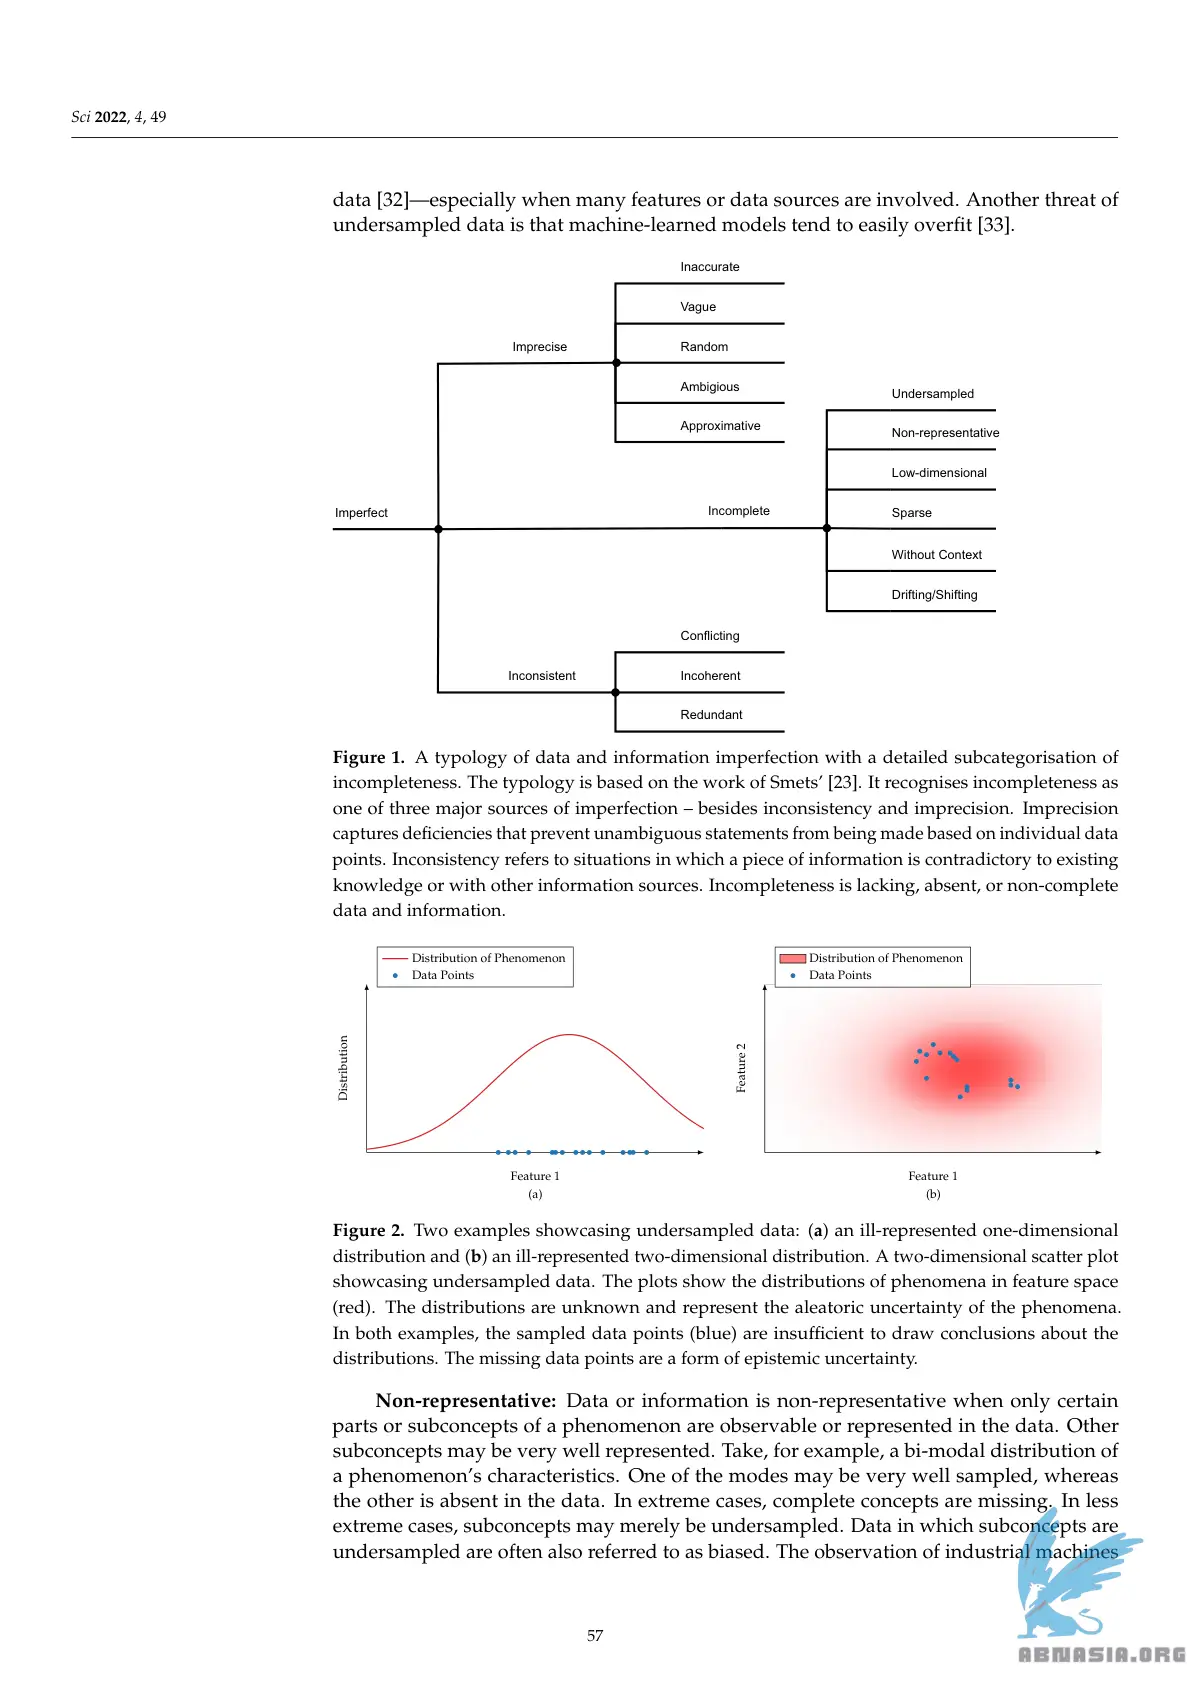 Sci 2022, 4, 49
data [32]—especially when many features or data sources are involved. Another threat of
undersampled data is that machine-learned models tend to easily overfit [33].
Inaccurate
Vague
Imprecise
Random
Ambigious
Approximative
Undersampled
Non-representative
Low-dimensional
Imperfect
Incomplete
Sparse
Without Context
Drifting/Shifting
Conflicting
Inconsistent
Incoherent
Redundant
Figure 1. A typology of data and information imperfection with a detailed subcategorisation of
incompleteness. The typology is based on the work of Smets’ [23]. It recognises incompleteness as
one of three major sources of imperfection – besides inconsistency and imprecision. Imprecision
captures deficiencies that prevent unambiguous statements from being made based on individual data
points. Inconsistency refers to situations in which a piece of information is contradictory to existing
knowledge or with other information sources. Incompleteness is lacking, absent, or non-complete
data and information.
Distribution of Phenomenon
Data Points
Distribution
Feature 1
(a)
Distribution of Phenomenon
Data Points
Feature 2
Feature 1
(b)
Figure 2. Two examples showcasing undersampled data: (a) an ill-represented one-dimensional
distribution and (b) an ill-represented two-dimensional distribution. A two-dimensional scatter plot
showcasing undersampled data. The plots show the distributions of phenomena in feature space
(red). The distributions are unknown and represent the aleatoric uncertainty of the phenomena.
In both examples, the sampled data points (blue) are insufficient to draw conclusions about the
distributions. The missing data points are a form of epistemic uncertainty.
Non-representative: Data or information is non-representative when only certain
parts or subconcepts of a phenomenon are observable or represented in the data. Other
subconcepts may be very well represented. Take, for example, a bi-modal distribution of
a phenomenon’s characteristics. One of the modes may be very well sampled, whereas
the other is absent in the data. In extreme cases, complete concepts are missing. In less
extreme cases, subconcepts may merely be undersampled. Data in which subconcepts are
undersampled are often also referred to as biased. The observation of industrial machines
57
ABNASIA.ORG